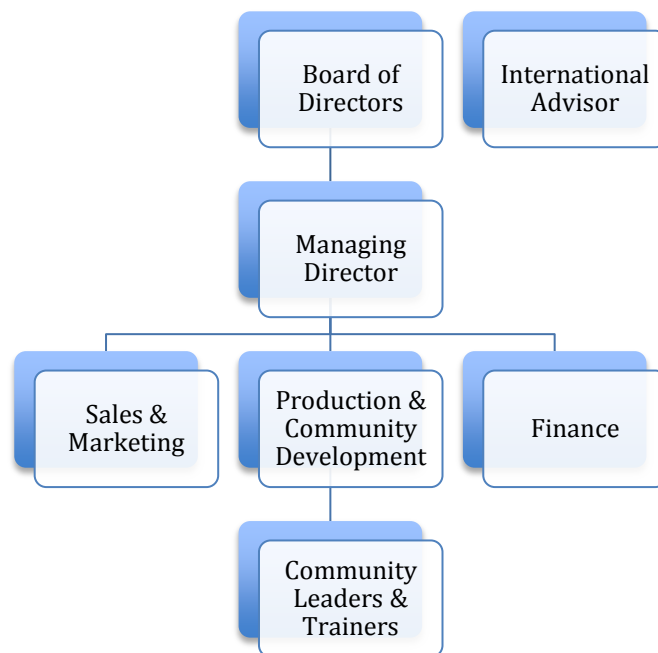 Board of
Directors
International
Advisor
Managing
Director
Sales &
Marketing
Production &
Community
Development
Finance
Community
Leaders &
Trainers